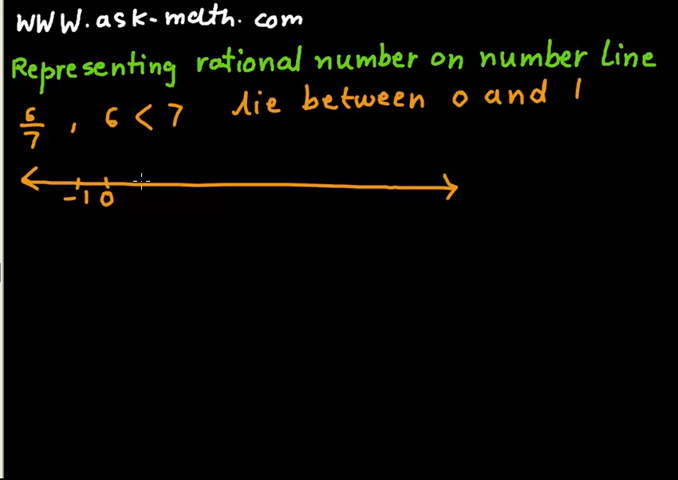 www.ask-math.com
Representing rational number on number line
6/7 , 6 < 7 lie between 0 and 1
-1 0